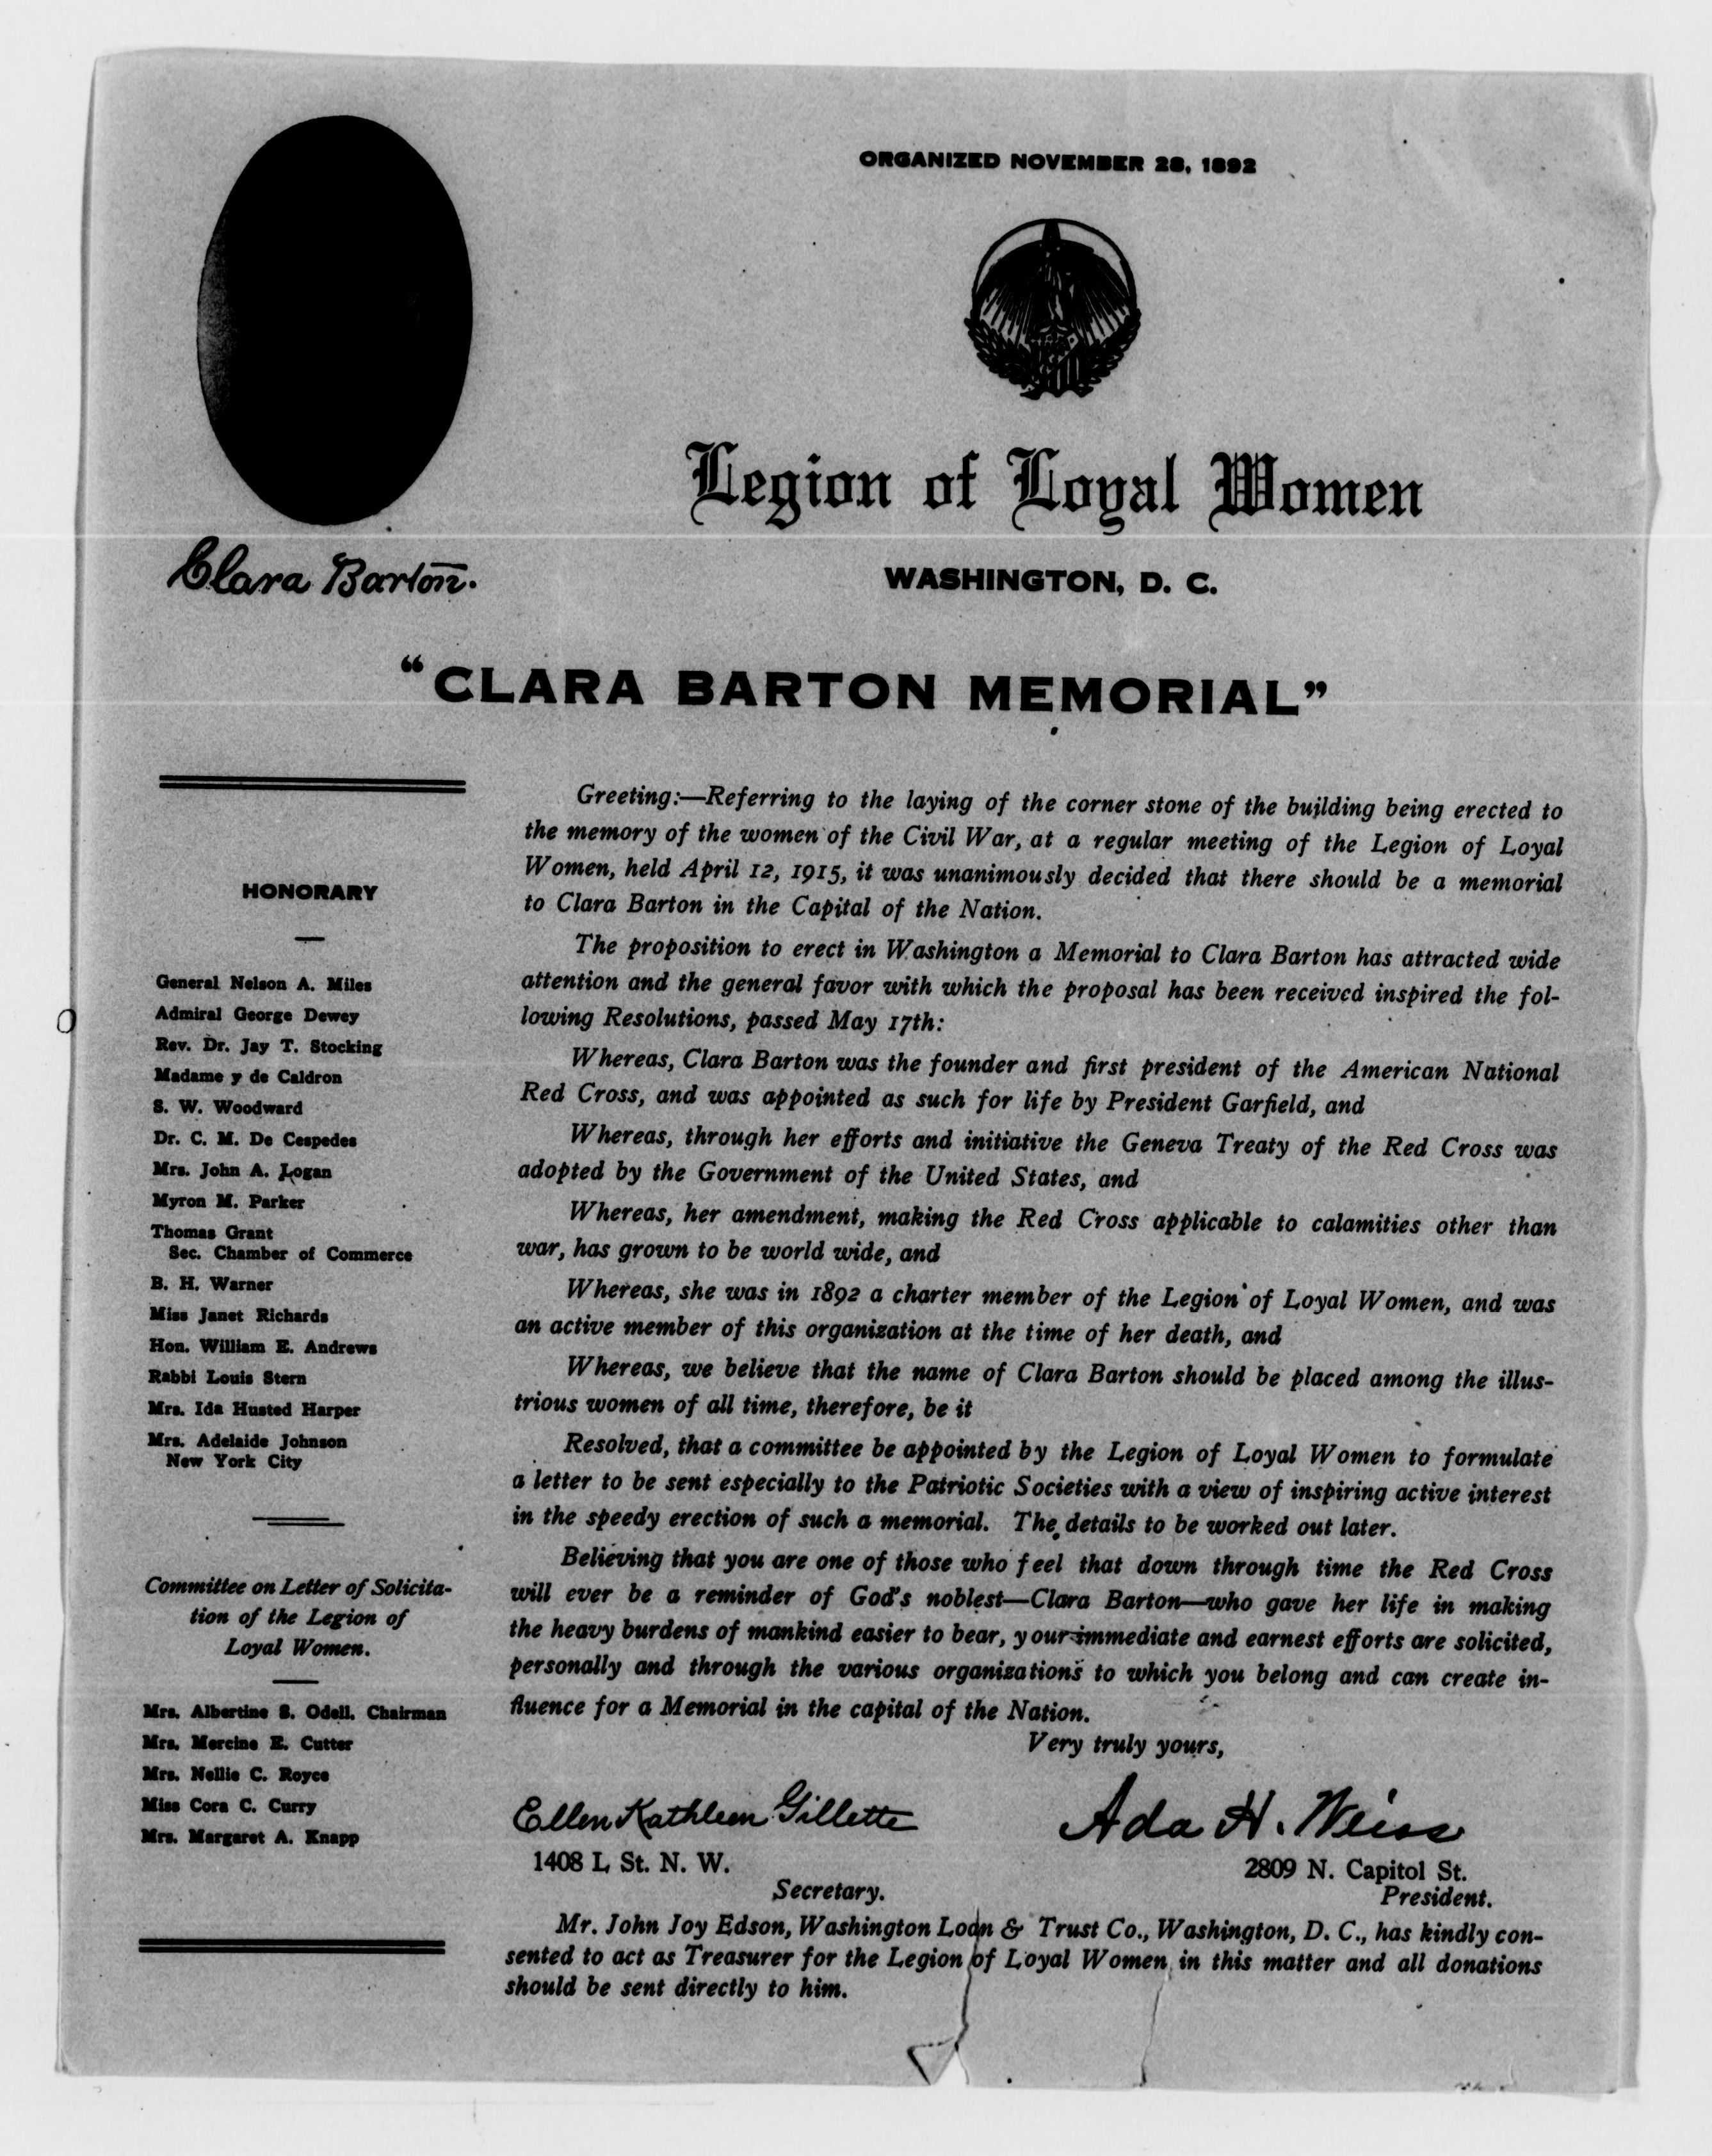 ORGANIZED NOVEMBER 28, 1892
Legion of Loyal Women
Clara Barton.
WASHINGTON, D. C.
"CLARA BARTON MEMORIAL"
HONORARY
General Nelson A. Miles
Admiral George Dewey
Rev. Dr. Jay T. Stocking
Madame y de Caldron
S. W. Woodward
Dr. C. M. De Cespedes
Mrs. John A. Logan
Myron M. Parker
Thomas Grant
Sec. Chamber of Commerce
B. H. Warner
Miss Janet Richards
Hon. William E. Andrews
Rabbi Louis Stern
Mrs. Ida Husted Harper
Mrs. Adelaide Johnson
New York City
Committee on Letter of Solicita-
tion of the Legion of
Loyal Women.
Mrs. Albertine S. Odell, Chairman
Mrs. Mercine E. Cutter
Mrs. Nellie C. Royce
Miss Cora C. Curry
Mrs. Margaret A. Knapp
Greeting:—Referring to the laying of the corner stone of the building being erected to
the memory of the women of the Civil War, at a regular meeting of the Legion of Loyal
Women, held April 12, 1915, it was unanimously decided that there should be a memorial
to Clara Barton in the Capital of the Nation.
The proposition to erect in Washington a Memorial to Clara Barton has attracted wide
attention and the general favor with which the proposal has been received inspired the fol-
lowing Resolutions, passed May 17th:
Whereas, Clara Barton was the founder and first president of the American National
Red Cross, and was appointed as such for life by President Garfield, and
Whereas, through her efforts and initiative the Geneva Treaty of the Red Cross was
adopted by the Government of the United States, and
Whereas, her amendment, making the Red Cross applicable to calamities other than
war, has grown to be world wide, and
Whereas, she was in 1892 a charter member of the Legion of Loyal Women, and was
an active member of this organization at the time of her death, and
Whereas, we believe that the name of Clara Barton should be placed among the illus-
trious women of all time, therefore, be it
Resolved, that a committee be appointed by the Legion of Loyal Women to formulate
a letter to be sent especially to the Patriotic Societies with a view of inspiring active interest
in the speedy erection of such a memorial. The details to be worked out later.
Believing that you are one of those who feel that down through time the Red Cross
will ever be a reminder of God's noblest—Clara Barton—who gave her life in making
the heavy burdens of mankind easier to bear, your immediate and earnest efforts are solicited,
personally and through the various organizations to which you belong and can create in-
fluence for a Memorial in the capital of the Nation.
Very truly yours,
Ellen Kathleen Gillette
1408 L St. N. W.
Secretary.
Ada H. Weiss
2809 N. Capitol St.
President.
Mr. John Joy Edson, Washington Loan & Trust Co., Washington, D. C., has kindly con-
sented to act as Treasurer for the Legion of Loyal Women in this matter and all donations
should be sent directly to him.